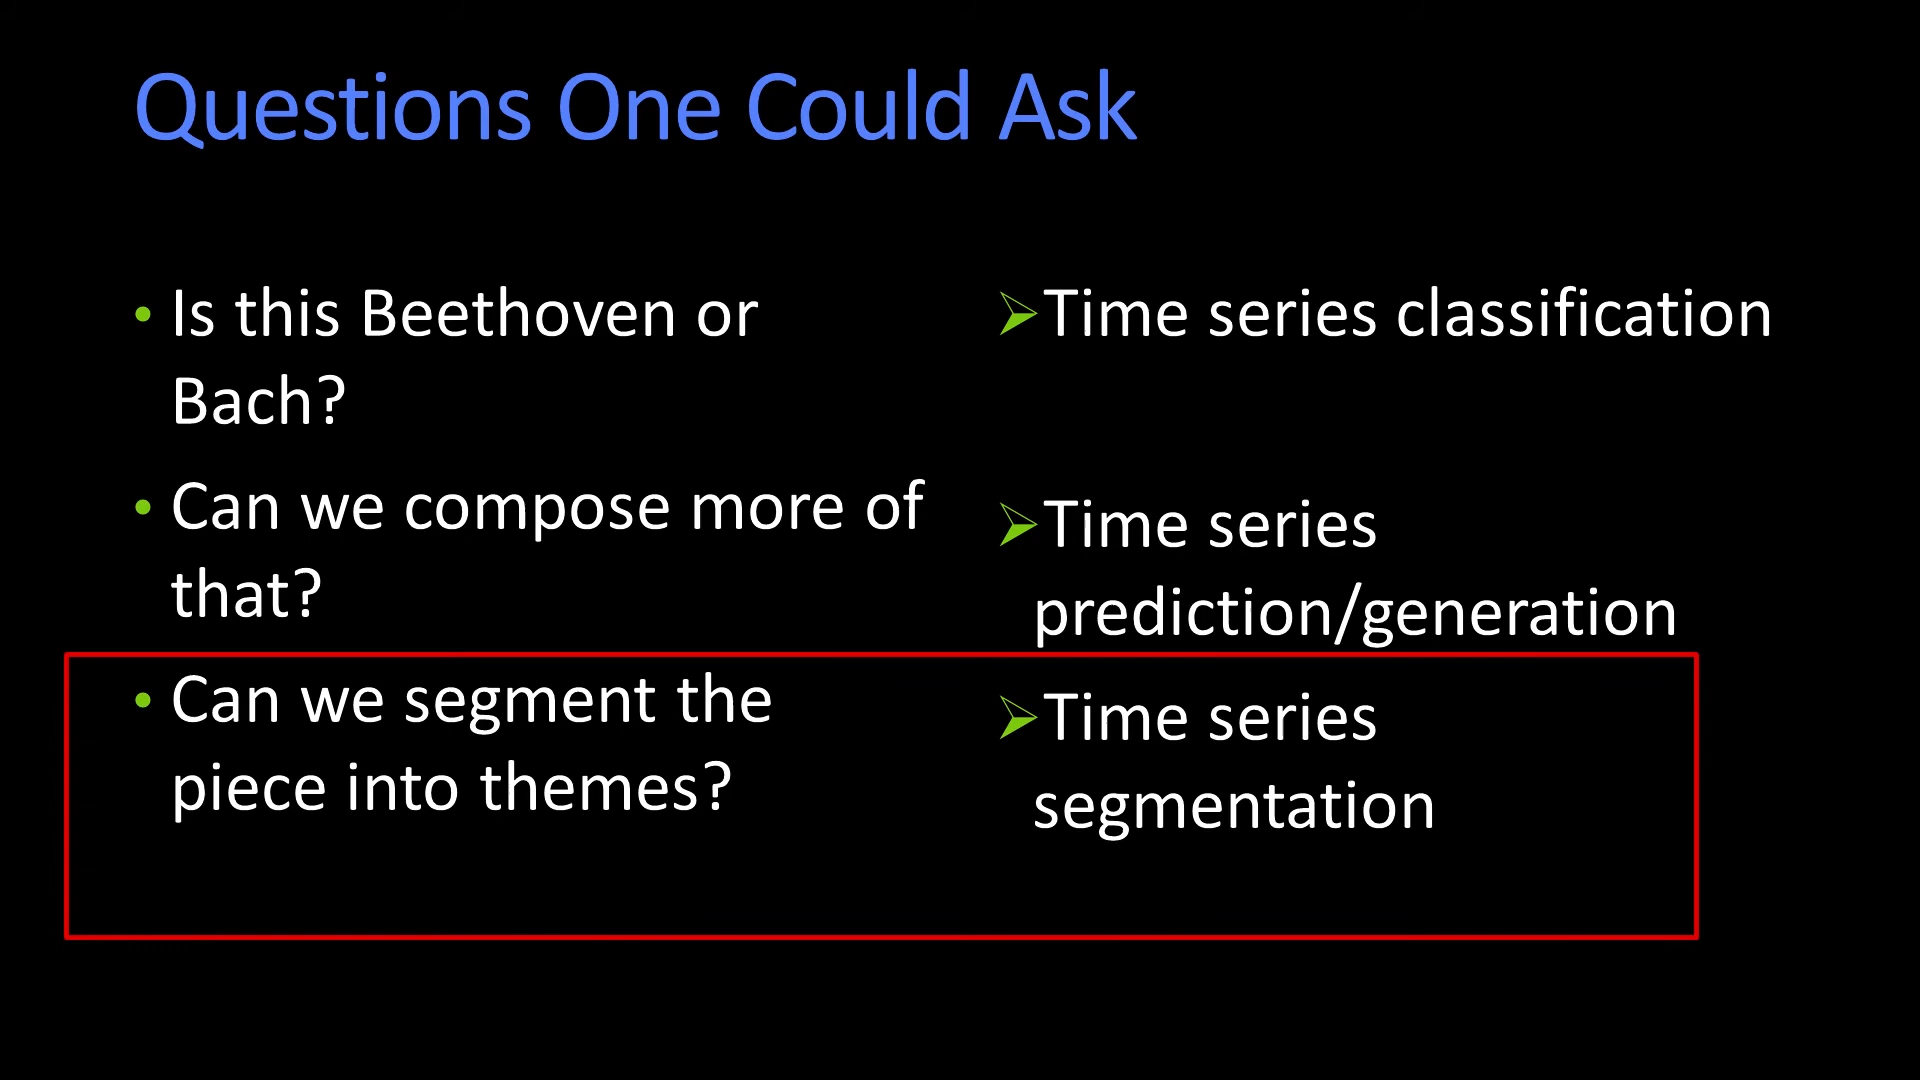 Questions One Could Ask
• Is this Beethoven or
Bach?
• Can we compose more of
that?
• Can we segment the
piece into themes?
➢Time series classification
➢Time series
prediction/generation
➢Time series
segmentation